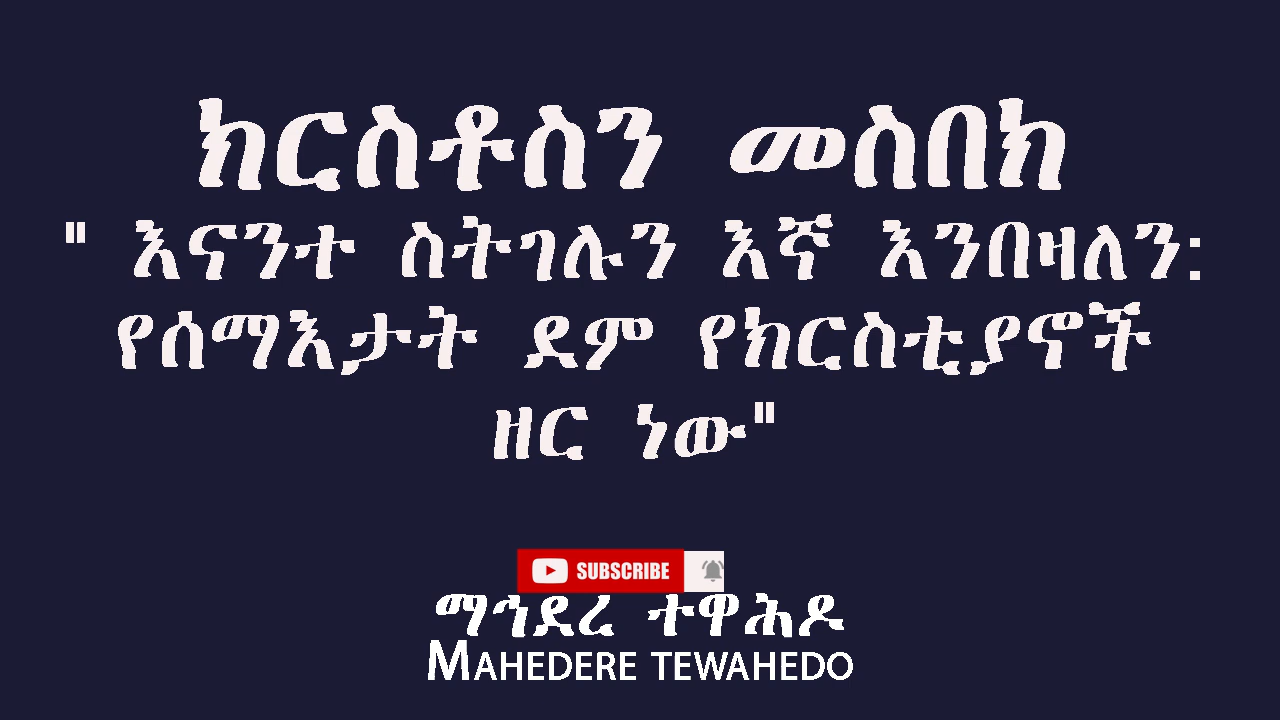 ክርስቶስን መስበክ
" እናንተ ስትገሉን እኛ እንበዛለን:
የሰማእታት ደም የክርስቲያኖች
ዘር ነው"
SUBSCRIBE
ማኅደረ ተዋሕዶ
MAHEDERE TEWAHEDO